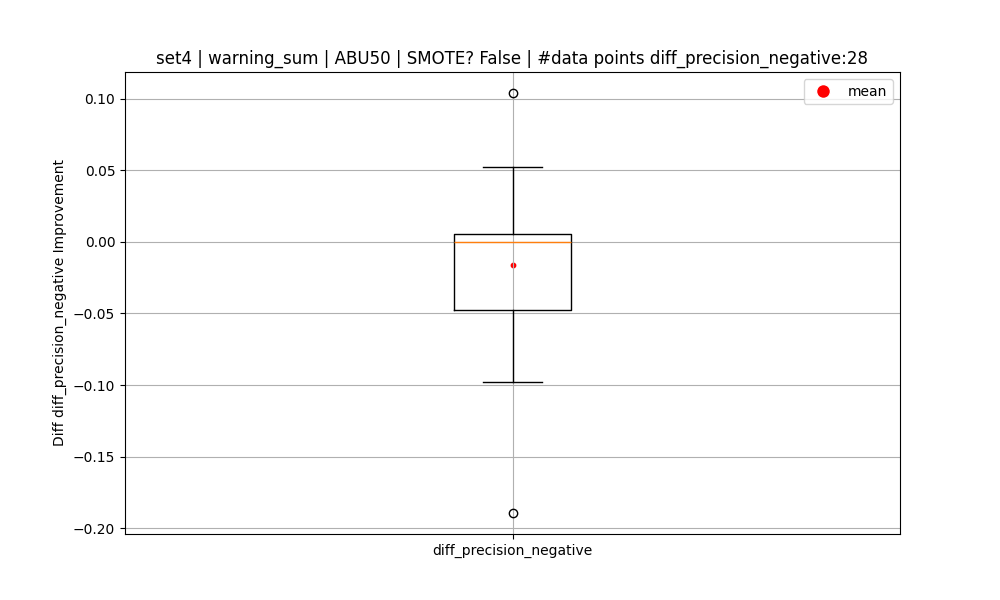 set4 | warning_sum | ABU50 | SMOTE? False | #data points diff_precision_negative:28
mean
0.10
0.05
0.00
−0.05
−0.10
−0.15
−0.20
Diff diff_precision_negative Improvement
diff_precision_negative